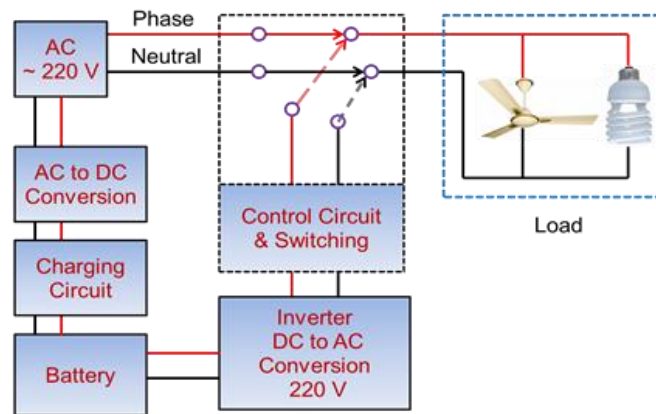 Phase
Neutral
AC
~ 220 V
AC to DC
Conversion
Charging
Circuit
Battery
Control Circuit
& Switching
Inverter
DC to AC
Conversion
220 V
Load